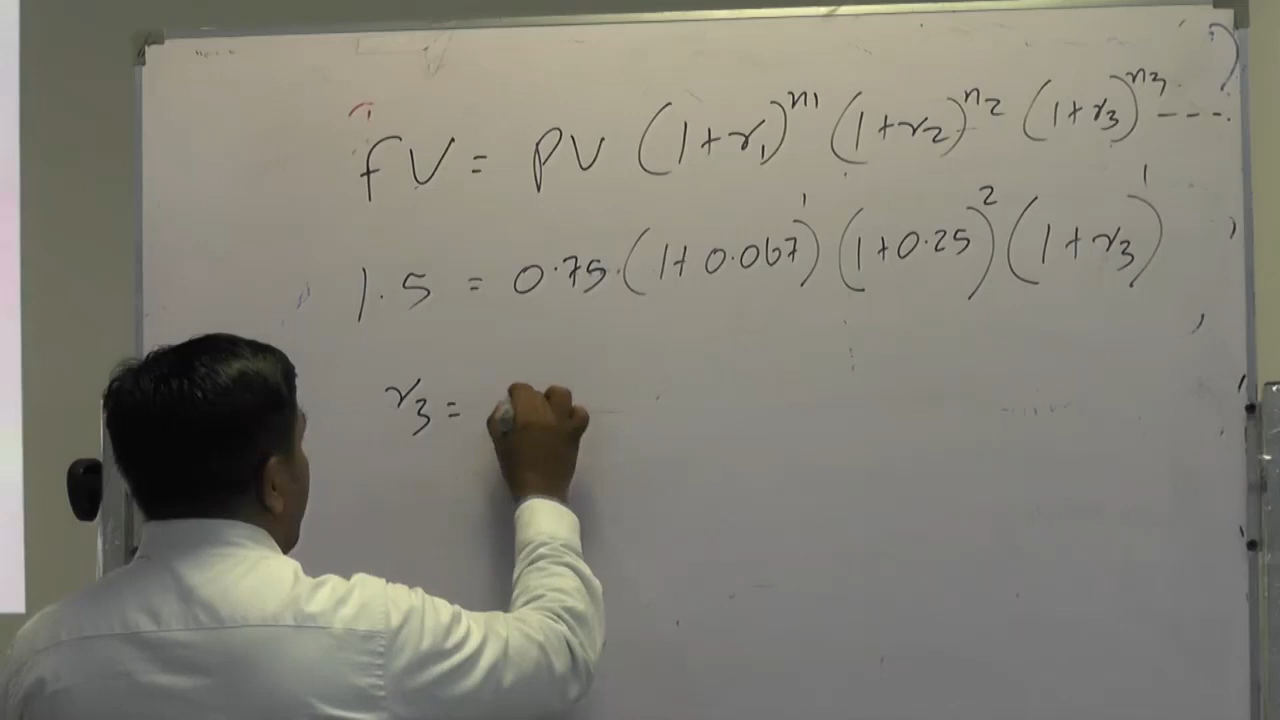 FV = PV (1+r₁)ⁿ¹ (1+r₂)ⁿ² (1+r₃)ⁿ³ ----
1.5 = 0.75.(1+0.067)¹ (1+0.25)² (1+r₃)¹
r₃ =